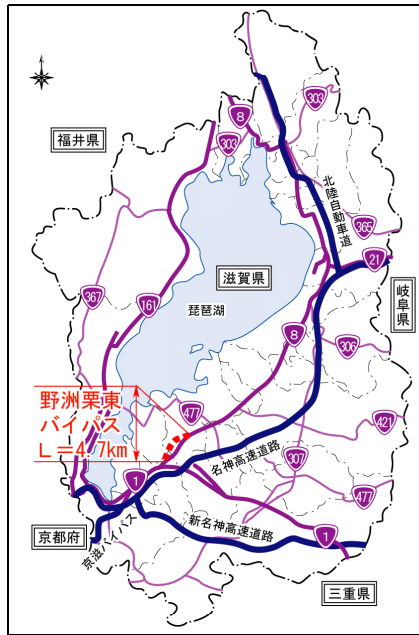 303
8
福井県
303
北陸自動車道
365
21
滋賀県
367
161
琵琶湖
岐阜県
8
306
野洲栗東
バイパス
L=4.7km
477
421
名神高速道路
307
1
477
京都府
京滋バイパス
新名神高速道路
1
三重県